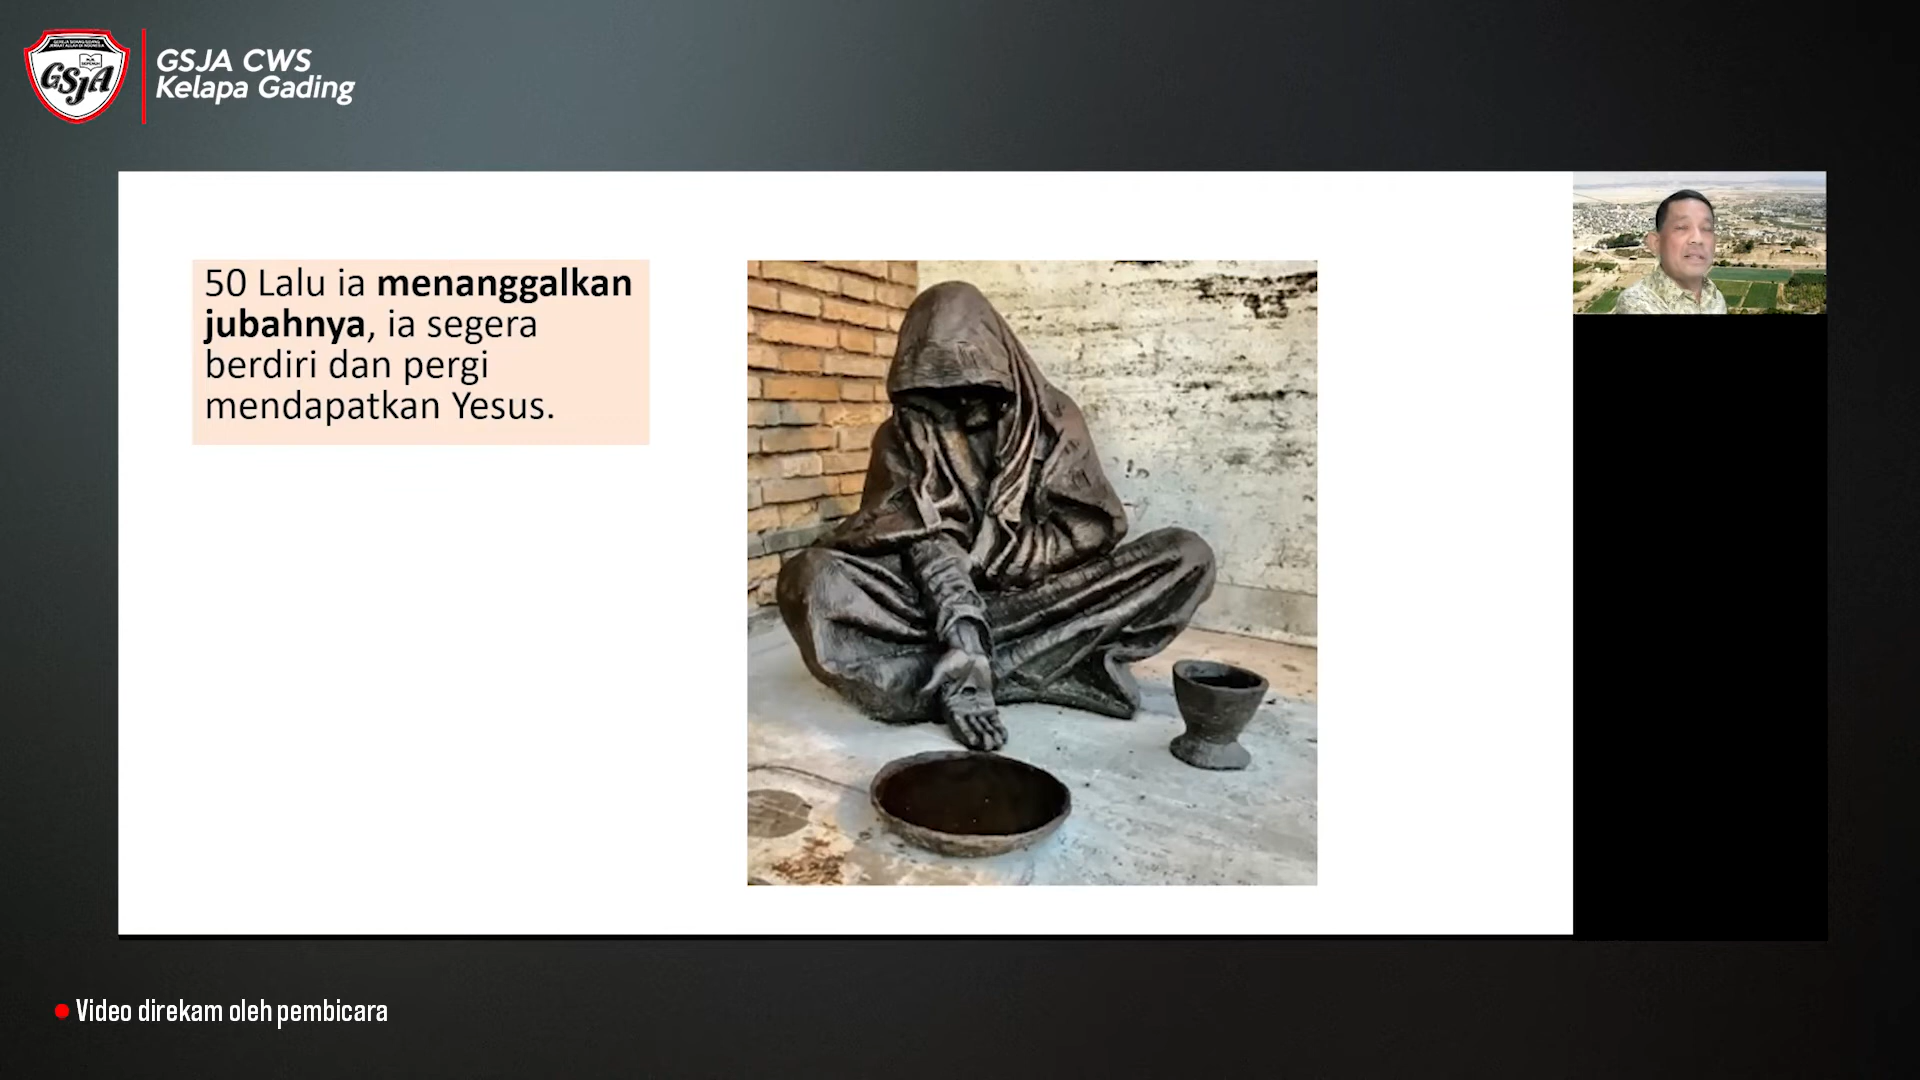 GSJA
GSJA CWS
Kelapa Gading
50 Lalu ia menanggalkan
jubahnya, ia segera
berdiri dan pergi
mendapatkan Yesus.
Video direkam oleh pembicara